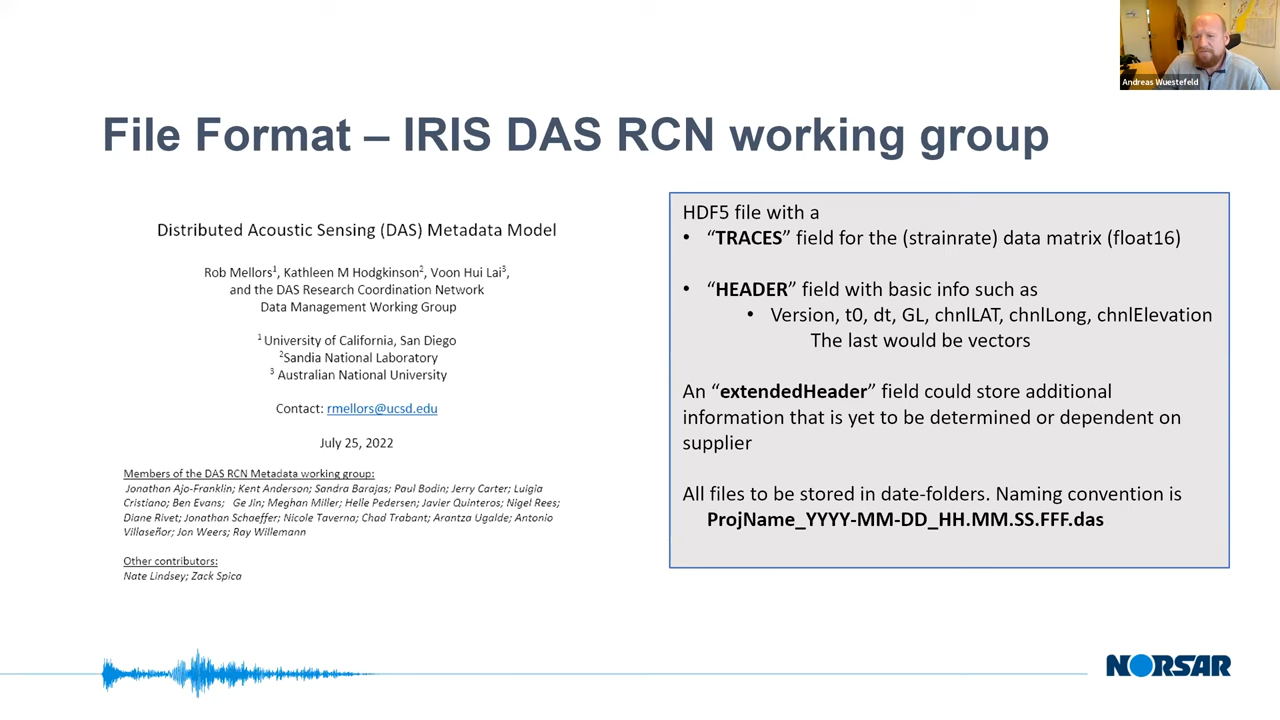 Andreas Wuestefeld
File Format – IRIS DAS RCN working group
Distributed Acoustic Sensing (DAS) Metadata Model
Rob Mellors1, Kathleen M Hodgkinson2, Voon Hui Lai3,
and the DAS Research Coordination Network
Data Management Working Group
1 University of California, San Diego
2Sandia National Laboratory
3 Australian National University
Contact: rmellors@ucsd.edu
July 25, 2022
Members of the DAS RCN Metadata working group:
Jonathan Ajo-Franklin; Kent Anderson; Sandra Barajas; Paul Bodin; Jerry Carter; Luigia
Cristiano; Ben Evans; Ge Jin; Meghan Miller; Helle Pedersen; Javier Quinteros; Nigel Rees;
Diane Rivet; Jonathan Schaeffer; Nicole Taverna; Chad Trabant; Arantza Ugalde; Antonio
Villaseñor; Jon Weers; Ray Willemann
Other contributors:
Nate Lindsey; Zack Spica
HDF5 file with a
• “TRACES” field for the (strainrate) data matrix (float16)
• “HEADER” field with basic info such as
• Version, t0, dt, GL, chnlLAT, chnlLong, chnlElevation
The last would be vectors
An “extendedHeader” field could store additional
information that is yet to be determined or dependent on
supplier
All files to be stored in date-folders. Naming convention is
ProjName_YYYY-MM-DD_HH.MM.SS.FFF.das
NORSAR